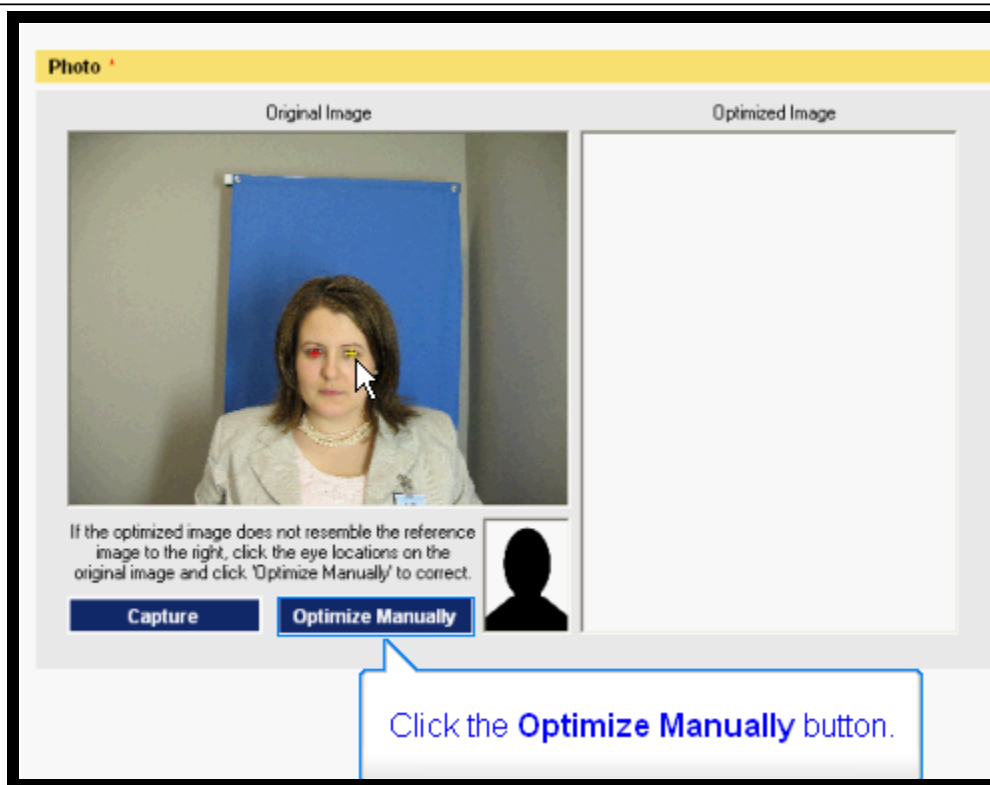 Photo *
Original Image
Optimized Image
If the optimized image does not resemble the reference
image to the right, click the eye locations on the
original image and click 'Optimize Manually' to correct.
Capture
Optimize Manually
Click the Optimize Manually button.